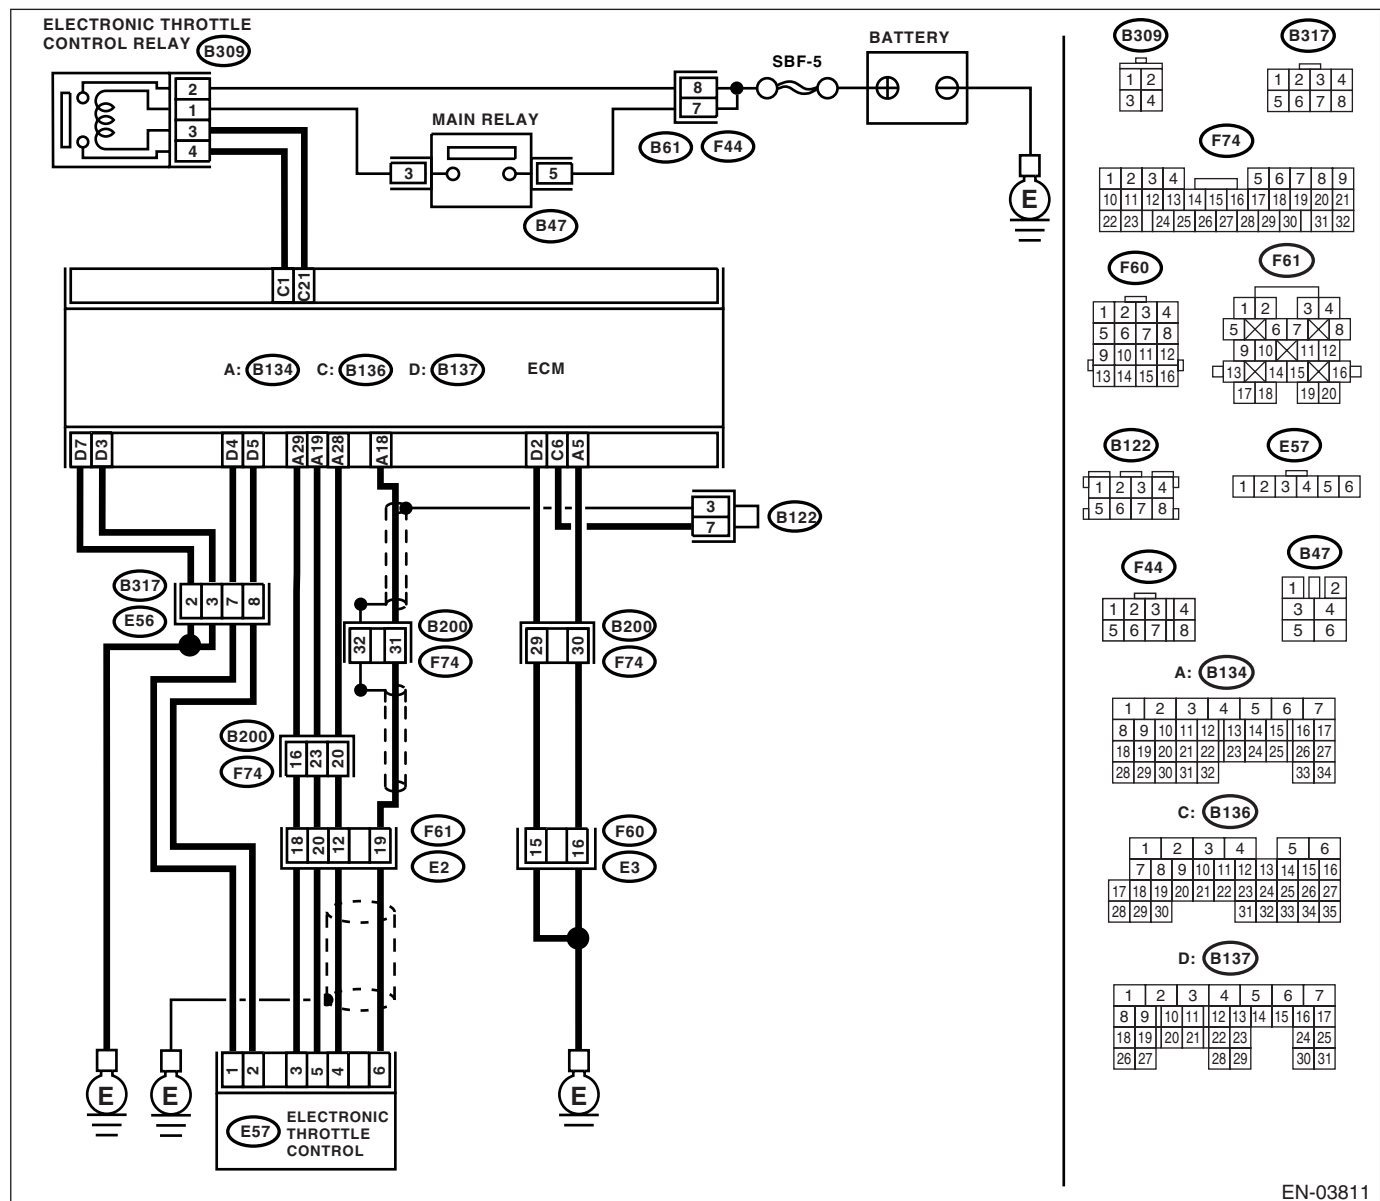 ELECTRONIC THROTTLE
CONTROL RELAY
B309
2
1
3
4
MAIN RELAY
3
5
B47
8
7
B61
F44
SBF-5
BATTERY
E
C1
C21
A: B134 C: B136 D: B137 ECM
D7
D3
D4
D5
A29
A19
A28
A18
D2
C6
A5
3
7
B122
B317
E56
2
3
7
8
32
31
B200
F74
29
30
B200
F74
B200
F74
16
23
20
18
20
12
19
F61
E2
15
16
F60
E3
E
E
E
1
2
3
5
4
6
E57
ELECTRONIC
THROTTLE
CONTROL
B309
1 2
3 4
B317
1 2 3 4
5 6 7 8
F74
1 2 3 4 5 6 7 8 9
10 11 12 13 14 15 16 17 18 19 20 21
22 23 24 25 26 27 28 29 30 31 32
F60
1 2 3 4
5 6 7 8
9 10 11 12
13 14 15 16
F61
1 2 3 4
5 6 7 8
9 10 11 12
13 14 15 16
17 18 19 20
B122
1 2 3 4
5 6 7 8
E57
1 2 3 4 5 6
F44
1 2 3 4
5 6 7 8
B47
1 2
3 4
5 6
A: B134
1 2 3 4 5 6 7
8 9 10 11 12 13 14 15 16 17
18 19 20 21 22 23 24 25 26 27
28 29 30 31 32 33 34
C: B136
1 2 3 4 5 6
7 8 9 10 11 12 13 14 15 16
17 18 19 20 21 22 23 24 25 26 27
28 29 30 31 32 33 34 35
D: B137
1 2 3 4 5 6 7
8 9 10 11 12 13 14 15 16 17
18 19 20 21 22 23 24 25
26 27 28 29 30 31
EN-03811